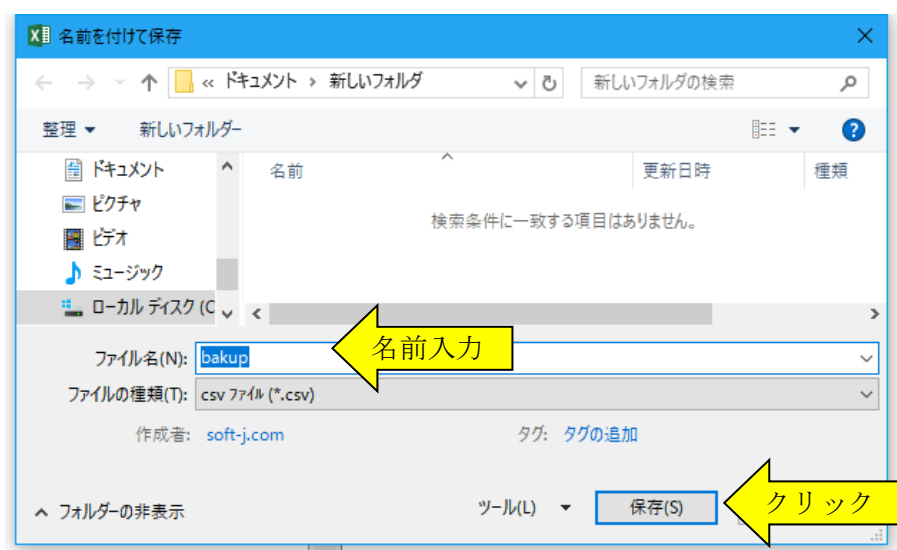 名前を付けて保存
« ドキュメント › 新しいフォルダ 新しいフォルダの検索
整理 新しいフォルダー
ドキュメント
ピクチャ
ビデオ
ミュージック
ローカル ディスク (C
名前 更新日時 種類
検索条件に一致する項目はありません。
ファイル名(N): bakup
名前入力
ファイルの種類(T): csv ファイル (*.csv)
作成者: soft-j.com タグ: タグの追加
フォルダーの非表示 ツール(L) 保存(S)
クリック